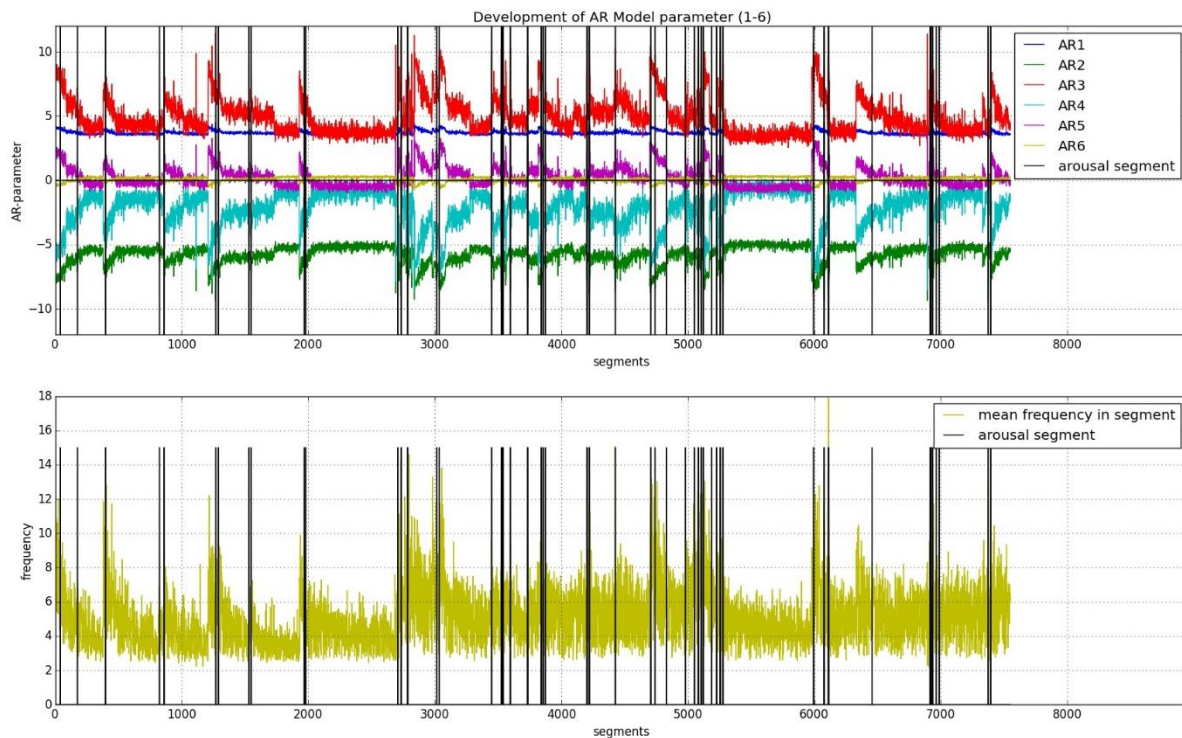 Development of AR Model parameter (1-6)
AR1
AR2
AR3
AR4
AR5
AR6
arousal segment
10
5
0
−5
−10
AR-parameter
0 1000 2000 3000 4000 5000 6000 7000 8000
segments
mean frequency in segment
arousal segment
18
16
14
12
10
8
6
4
2
0
frequency
0 1000 2000 3000 4000 5000 6000 7000 8000
segments